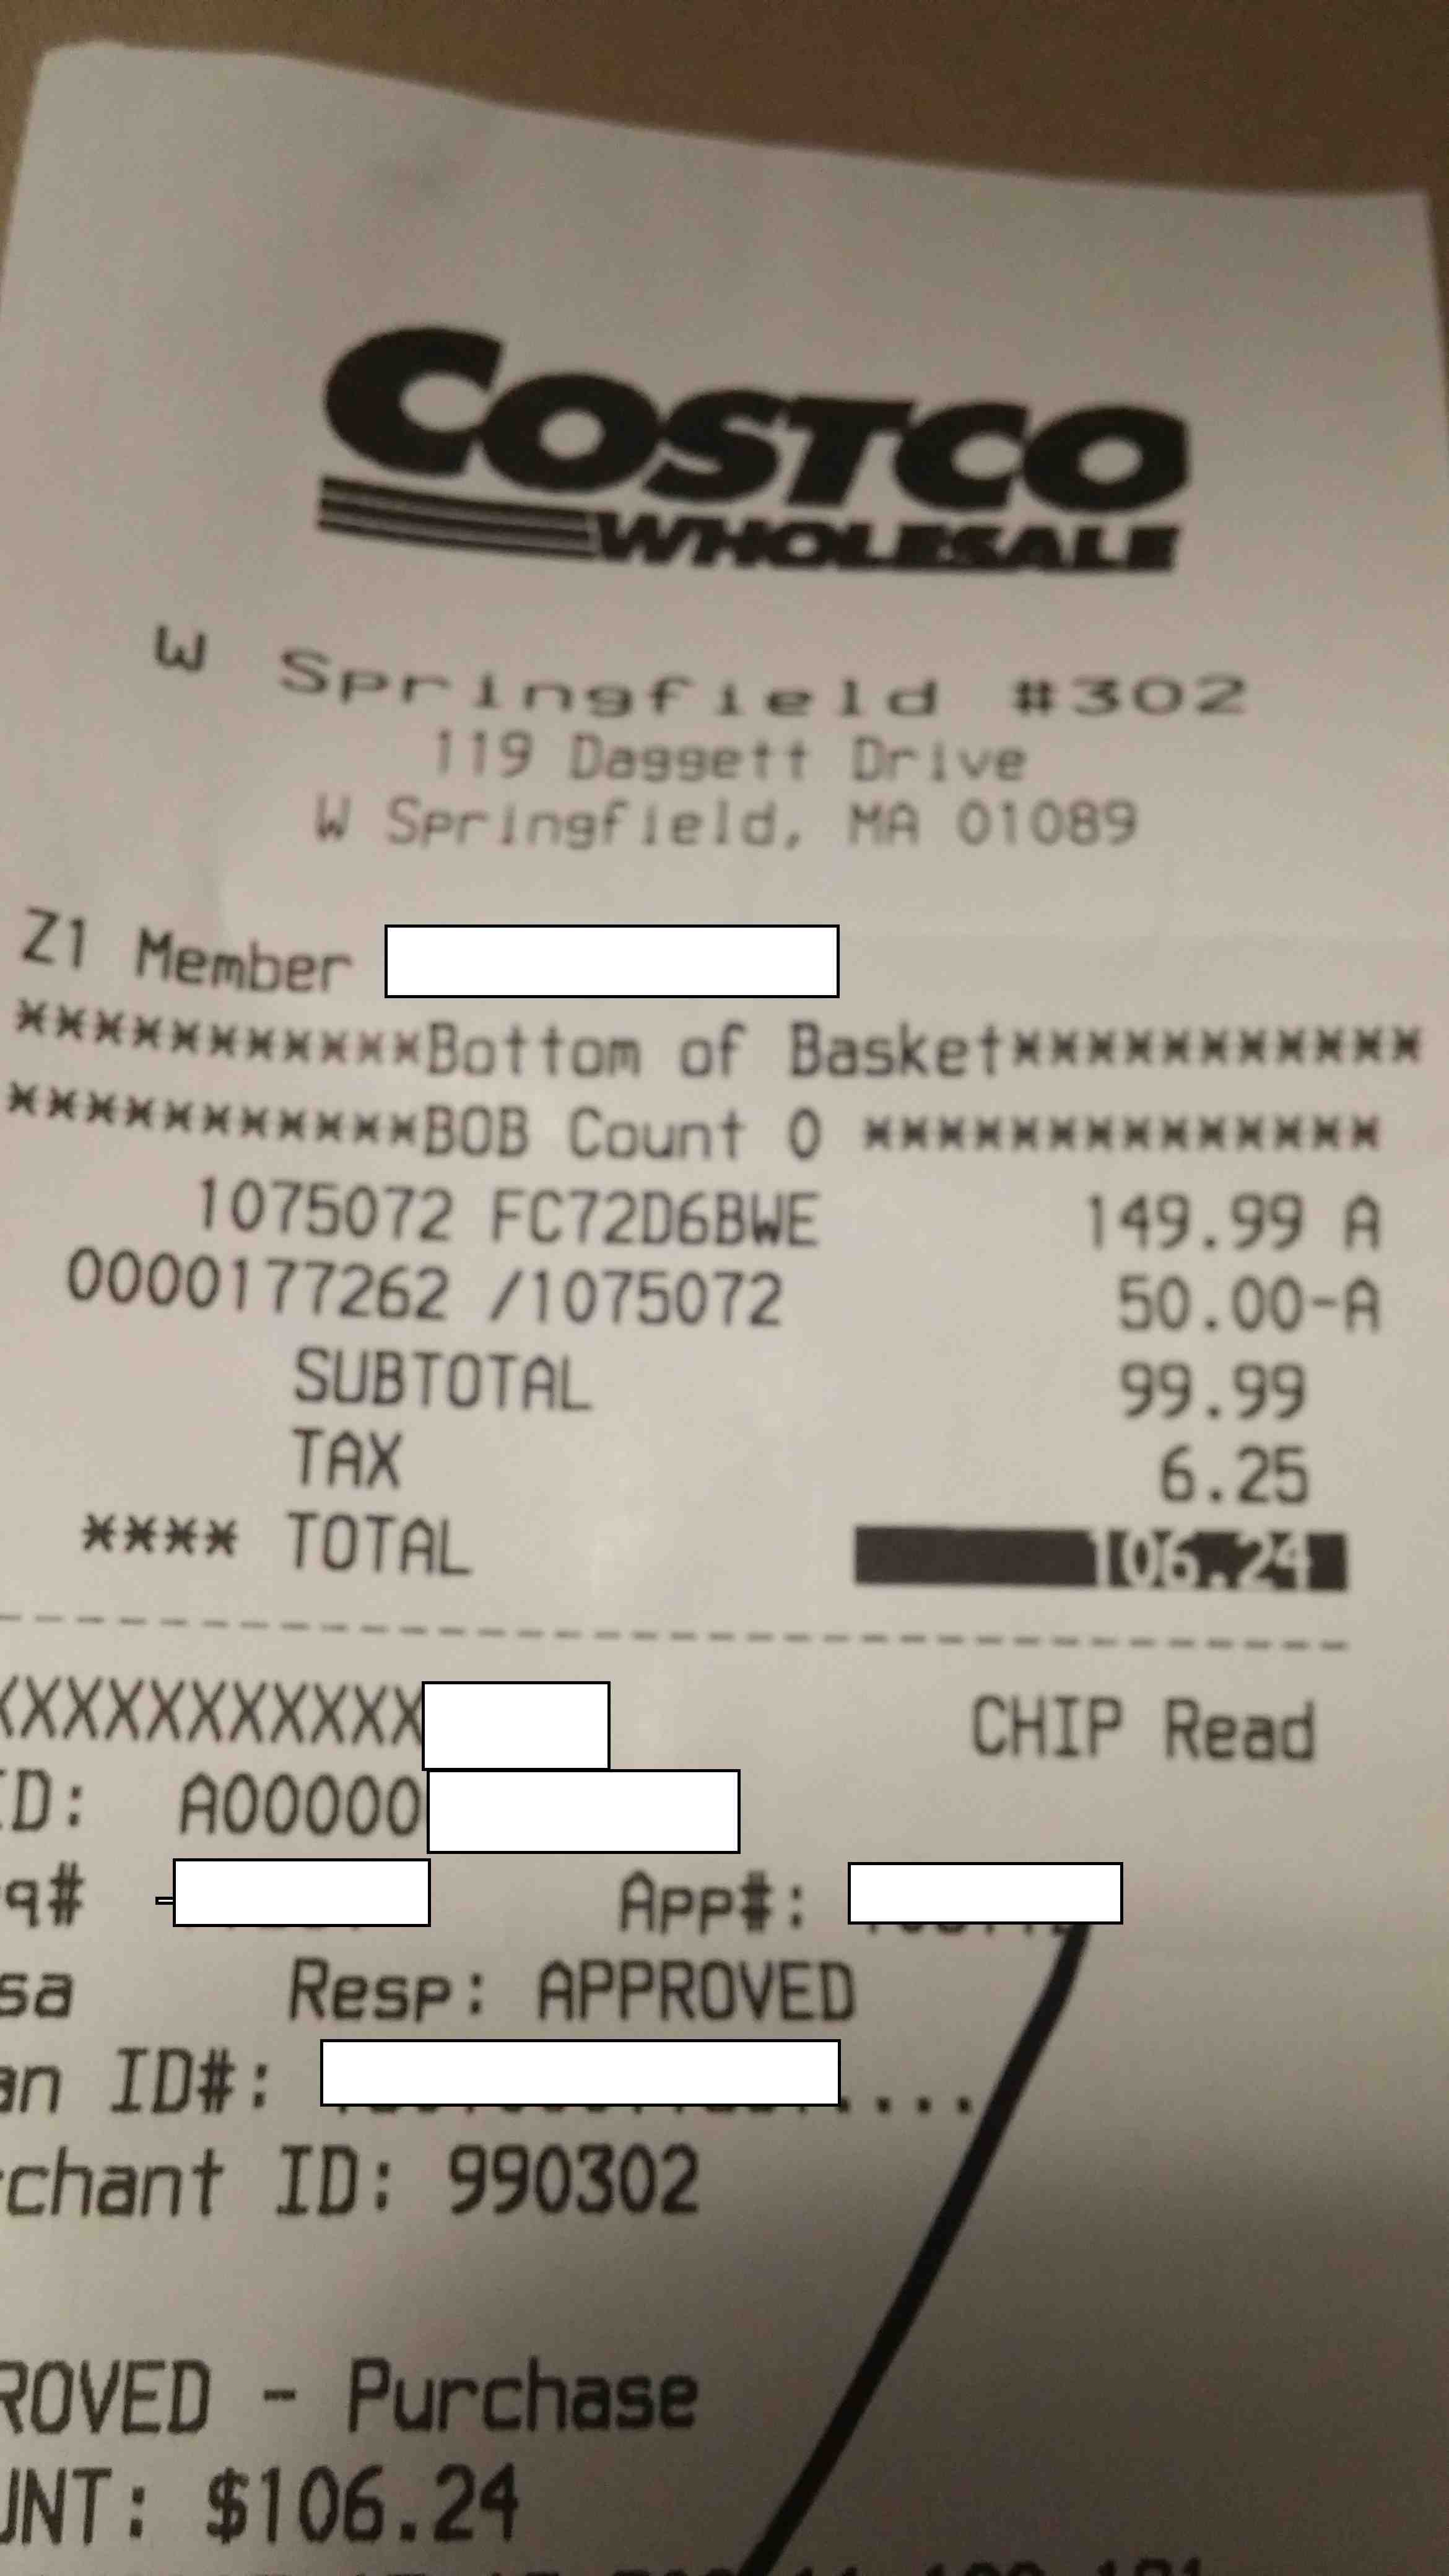 COSTCO
WHOLESALE
W Springfield #302
119 Daggett Drive
W Springfield, MA 01089
Z1 Member
***********Bottom of Basket***********
***********BOB Count 0 **************
1075072 FC72D6BWE 149.99 A
0000177262 /1075072 50.00-A
SUBTOTAL 99.99
TAX 6.25
**** TOTAL 106.24
XXXXXXXXXXXX CHIP Read
ID: A00000
q# App#:
sa Resp: APPROVED
an ID#: ....
chant ID: 990302
ROVED - Purchase
UNT: $106.24